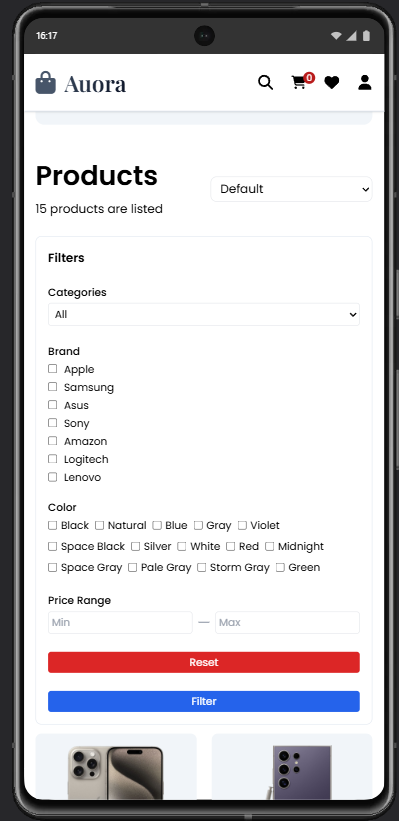 16:17
Auora
0
Products
Default
15 products are listed
Filters
Categories
All
Brand
Apple
Samsung
Asus
Sony
Amazon
Logitech
Lenovo
Color
Black Natural Blue Gray Violet
Space Black Silver White Red Midnight
Space Gray Pale Gray Storm Gray Green
Price Range
Min — Max
Reset
Filter